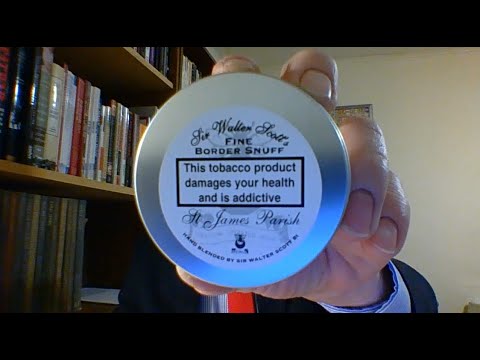 Sir Walter Scott's
FINE
BORDER SNUFF
This tobacco product
damages your health
and is addictive
St James Parish
HAND BLENDED BY SIR WALTER SCOTT